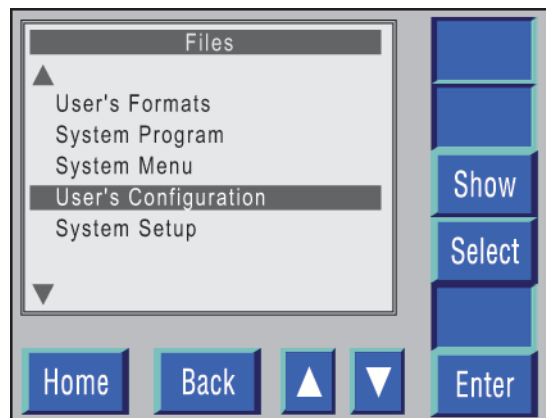 Files
User's Formats
System Program
System Menu
User's Configuration
System Setup
Show
Select
Home
Back
Enter